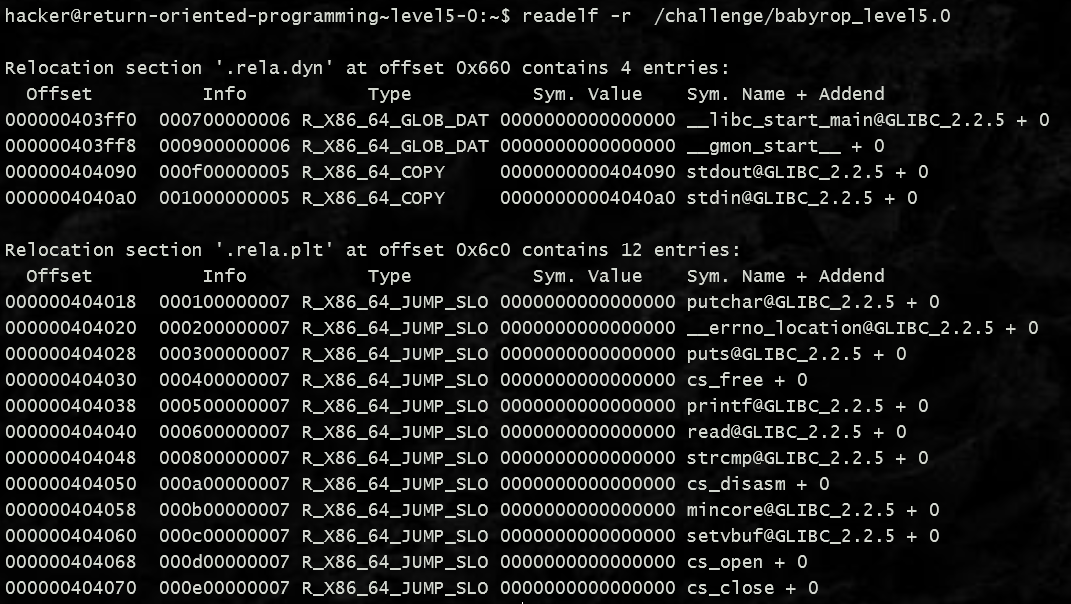 hacker@return-oriented-programming~level5-0:~$ readelf -r  /challenge/babyrop_level5.0
Relocation section '.rela.dyn' at offset 0x660 contains 4 entries:
  Offset          Info           Type           Sym. Value    Sym. Name + Addend
000000403ff0  000700000006 R_X86_64_GLOB_DAT 0000000000000000 __libc_start_main@GLIBC_2.2.5 + 0
000000403ff8  000900000006 R_X86_64_GLOB_DAT 0000000000000000 __gmon_start__ + 0
000000404090  000f00000005 R_X86_64_COPY     0000000000404090 stdout@GLIBC_2.2.5 + 0
0000004040a0  001000000005 R_X86_64_COPY     00000000004040a0 stdin@GLIBC_2.2.5 + 0
Relocation section '.rela.plt' at offset 0x6c0 contains 12 entries:
  Offset          Info           Type           Sym. Value    Sym. Name + Addend
000000404018  000100000007 R_X86_64_JUMP_SLO 0000000000000000 putchar@GLIBC_2.2.5 + 0
000000404020  000200000007 R_X86_64_JUMP_SLO 0000000000000000 __errno_location@GLIBC_2.2.5 + 0
000000404028  000300000007 R_X86_64_JUMP_SLO 0000000000000000 puts@GLIBC_2.2.5 + 0
000000404030  000400000007 R_X86_64_JUMP_SLO 0000000000000000 cs_free + 0
000000404038  000500000007 R_X86_64_JUMP_SLO 0000000000000000 printf@GLIBC_2.2.5 + 0
000000404040  000600000007 R_X86_64_JUMP_SLO 0000000000000000 read@GLIBC_2.2.5 + 0
000000404048  000800000007 R_X86_64_JUMP_SLO 0000000000000000 strcmp@GLIBC_2.2.5 + 0
000000404050  000a00000007 R_X86_64_JUMP_SLO 0000000000000000 cs_disasm + 0
000000404058  000b00000007 R_X86_64_JUMP_SLO 0000000000000000 mincore@GLIBC_2.2.5 + 0
000000404060  000c00000007 R_X86_64_JUMP_SLO 0000000000000000 setvbuf@GLIBC_2.2.5 + 0
000000404068  000d00000007 R_X86_64_JUMP_SLO 0000000000000000 cs_open + 0
000000404070  000e00000007 R_X86_64_JUMP_SLO 0000000000000000 cs_close + 0